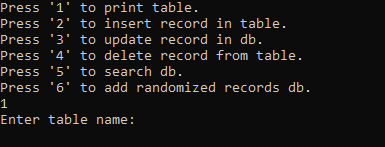 Press '1' to print table.
Press '2' to insert record in table.
Press '3' to update record in db.
Press '4' to delete record from table.
Press '5' to search db.
Press '6' to add randomized records db.
1
Enter table name: